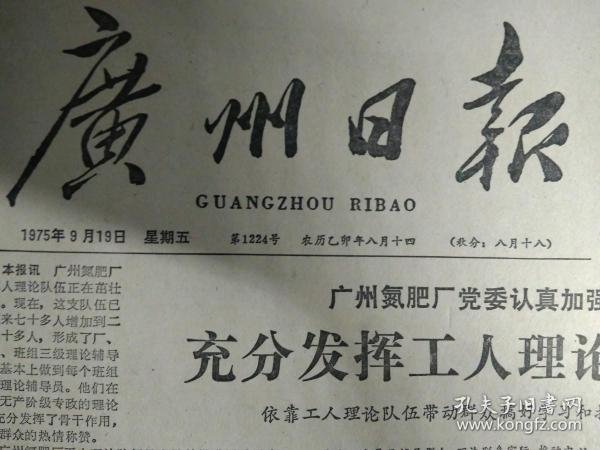 廣州日報
GUANGZHOU RIBAO
1975年9月19日 星期五 第1224号 农历乙卯年八月十四 (秋分：八月十八)
广州氮肥厂党委认真加强
充分发挥工人理论
依靠工人理论队伍带动群众搞好学习和
本报讯 广州氮肥厂
人理论队伍正在茁壮
。现在，这支队伍已
来七十多人增加到二
十多人，形成了厂、
、班组三级理论辅导
基本上做到每个班组
理论辅导员。他们在
无产阶级专政的理论
充分发挥了骨干作用，
群众的热情称赞。
孔夫子旧书网